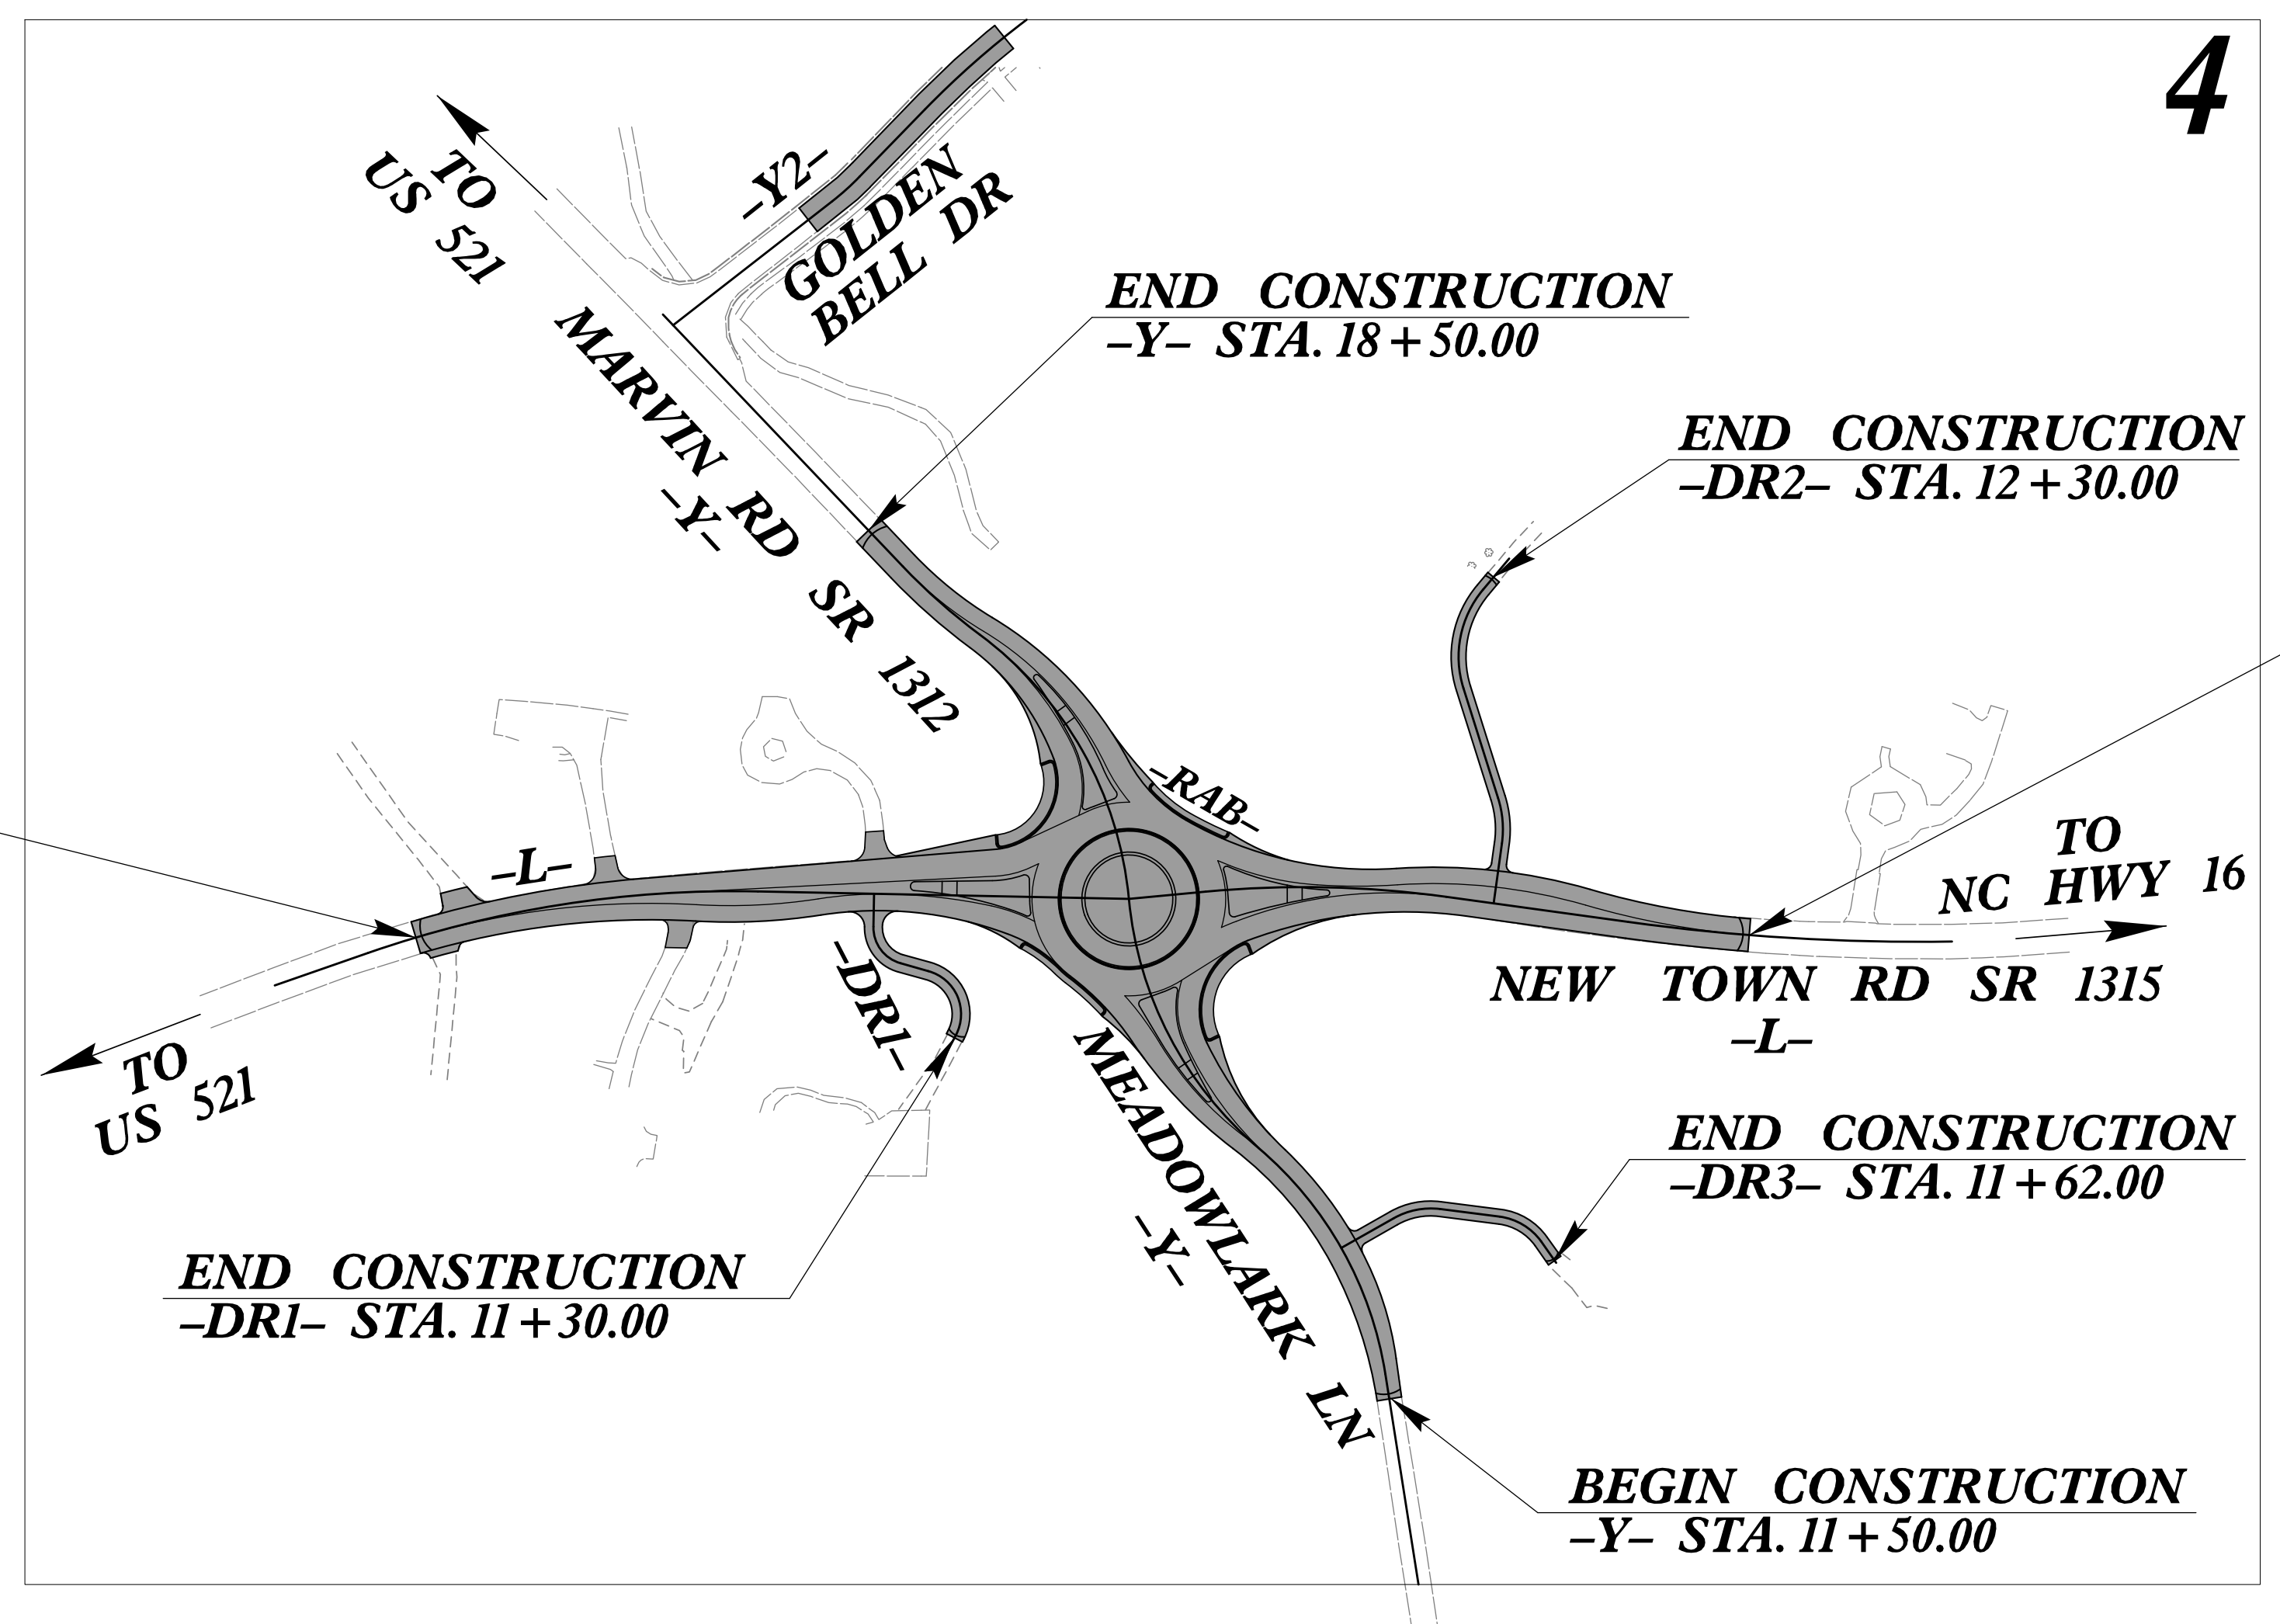 4
TO
US 521
–Y2–
GOLDEN
BELL DR
END CONSTRUCTION
–Y– STA. 18+50.00
MARVIN RD SR 1312
–Y–
END CONSTRUCTION
–DR2– STA. 12+30.00
–RAB–
–L–
TO
NC HWY 16
NEW TOWN RD SR 1315
–L–
–DR1–
TO
US 521
MEADOWLARK LN
–Y–
END CONSTRUCTION
–DR3– STA. 11+62.00
END CONSTRUCTION
–DR1– STA. 11+30.00
BEGIN CONSTRUCTION
–Y– STA. 11+50.00